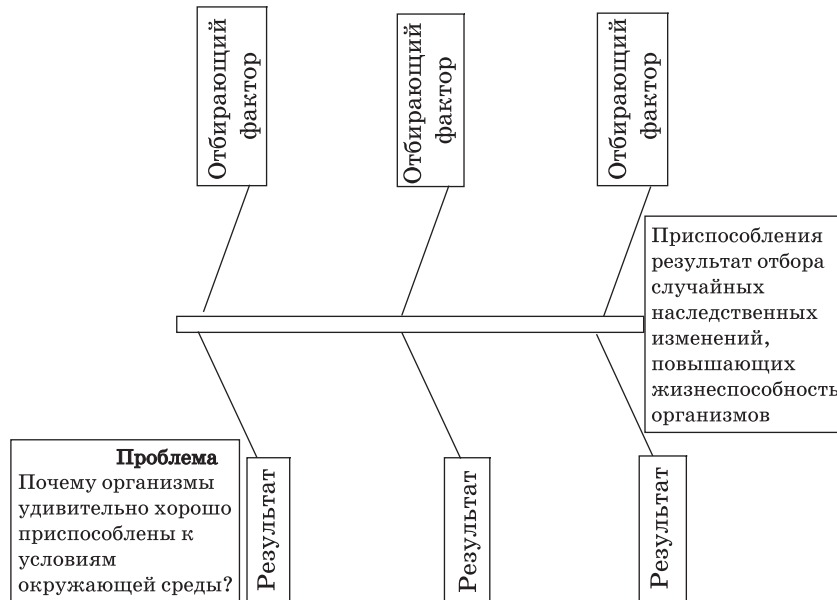 Отбирающий
фактор
Отбирающий
фактор
Отбирающий
фактор
Приспособления
результат отбора
случайных
наследственных
изменений,
повышающих
жизнеспособность
организмов
Проблема
Почему организмы
удивительно хорошо
приспособлены к
условиям
окружающей среды?
Результат
Результат
Результат